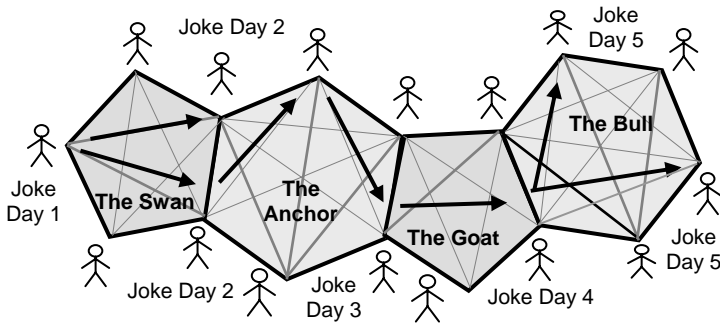 Joke Day 2
Joke
Day 5
The Bull
Joke
Day 1
The Swan
The
Anchor
The Goat
Joke Day 2
Joke
Day 3
Joke Day 4
Joke
Day 5